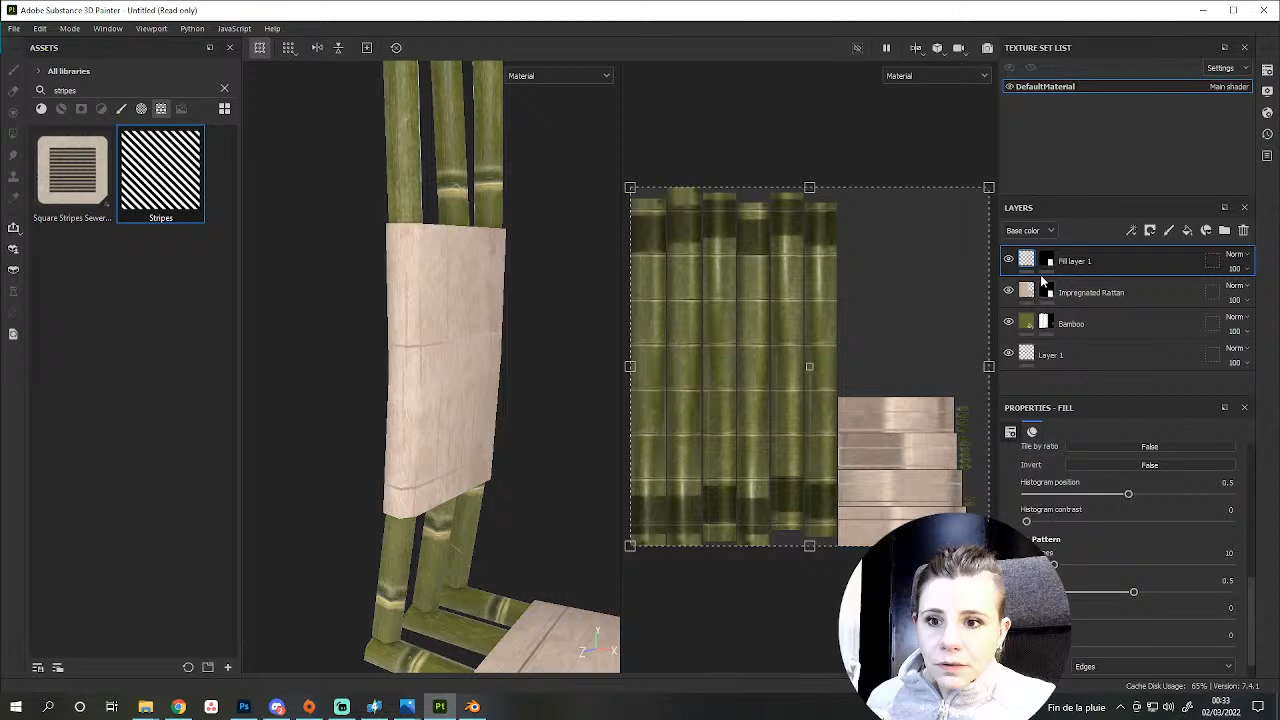 Adobe Substance 3D Painter - Untitled (Read only)
File Edit Mode Window Viewport Python JavaScript Help
ASSETS
All libraries
stripes
Square Stripes Sewer...
Stripes
Material
Material
TEXTURE SET LIST
Settings
DefaultMaterial Main shader
LAYERS
Base color
Fill layer 1 Norm
100
Impregnated Rattan Norm
100
Bamboo Norm
100
Layer 1 Norm
100
PROPERTIES - FILL
Tile by ratio False
Invert False
Histogram position 0.5
Histogram contrast 0
Pattern
10
0.5
0
0
Edges
Y
Z X
Cache Disk Usage: 65% | Version: 7.4.1
Fin de la pluie
00:33
02/03/2022